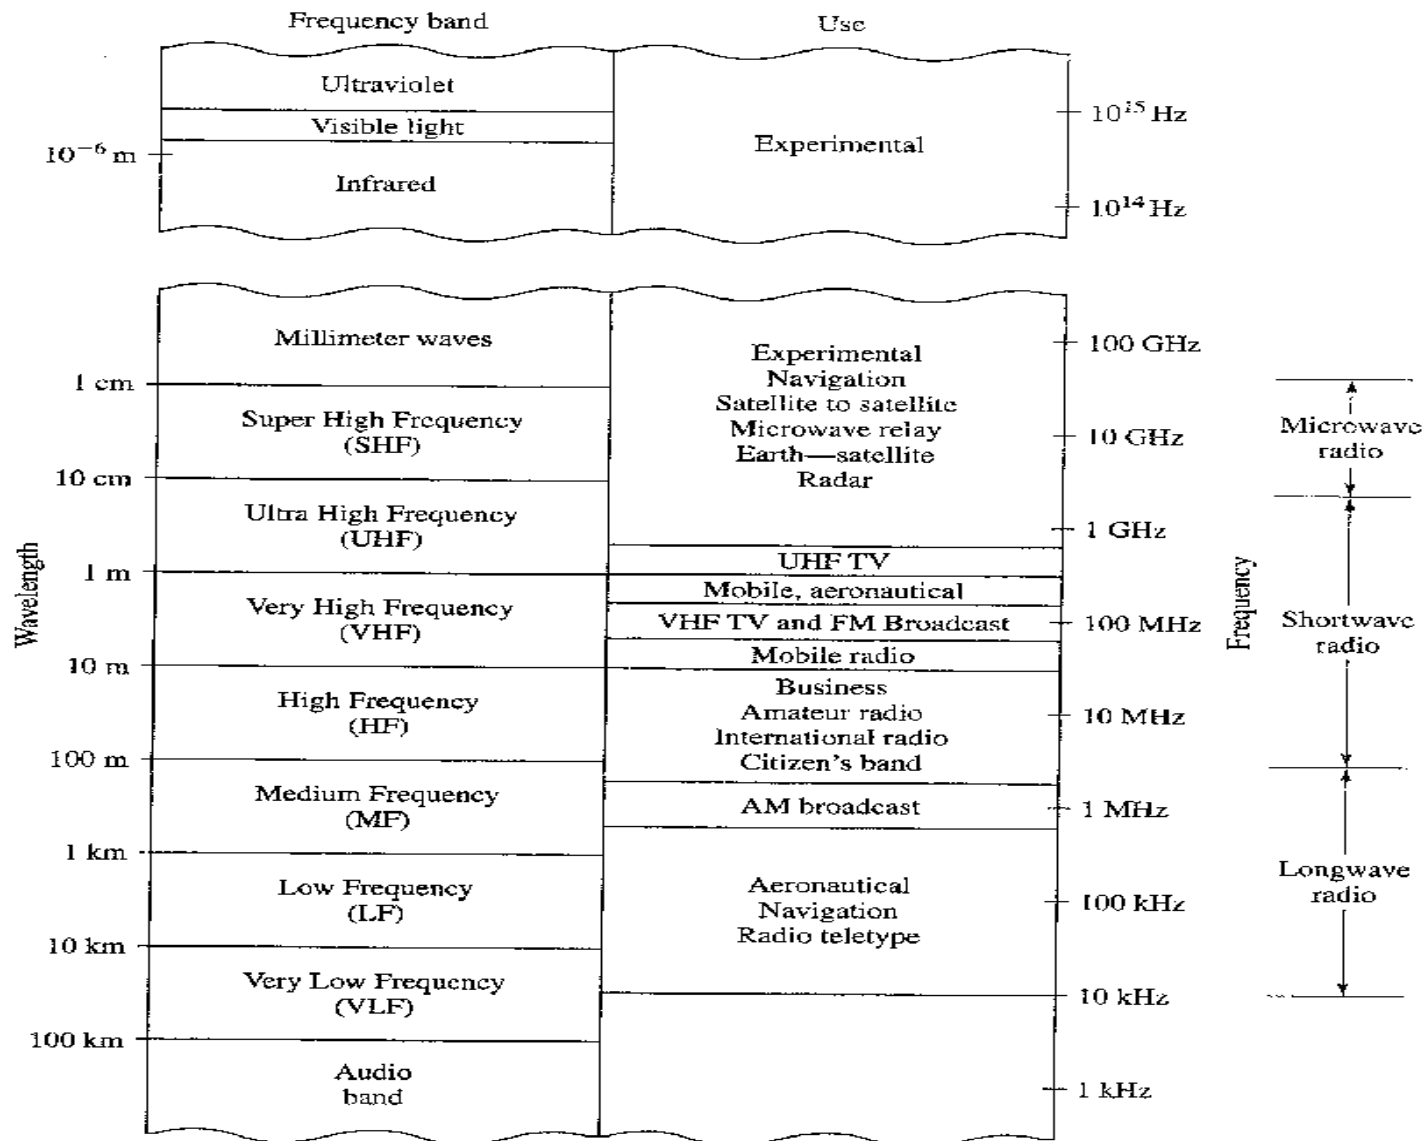 Frequency band
Use
Ultraviolet
Visible light
Infrared
Experimental
10⁻⁶ m
10¹⁵ Hz
10¹⁴ Hz
Millimeter waves
Super High Frequency
(SHF)
Ultra High Frequency
(UHF)
Very High Frequency
(VHF)
High Frequency
(HF)
Medium Frequency
(MF)
Low Frequency
(LF)
Very Low Frequency
(VLF)
Audio
band
Experimental
Navigation
Satellite to satellite
Microwave relay
Earth—satellite
Radar
UHF TV
Mobile, aeronautical
VHF TV and FM Broadcast
Mobile radio
Business
Amateur radio
International radio
Citizen's band
AM broadcast
Aeronautical
Navigation
Radio teletype
Wavelength
1 cm
10 cm
1 m
10 m
100 m
1 km
10 km
100 km
100 GHz
10 GHz
1 GHz
100 MHz
10 MHz
1 MHz
100 kHz
10 kHz
1 kHz
Frequency
Microwave
radio
Shortwave
radio
Longwave
radio